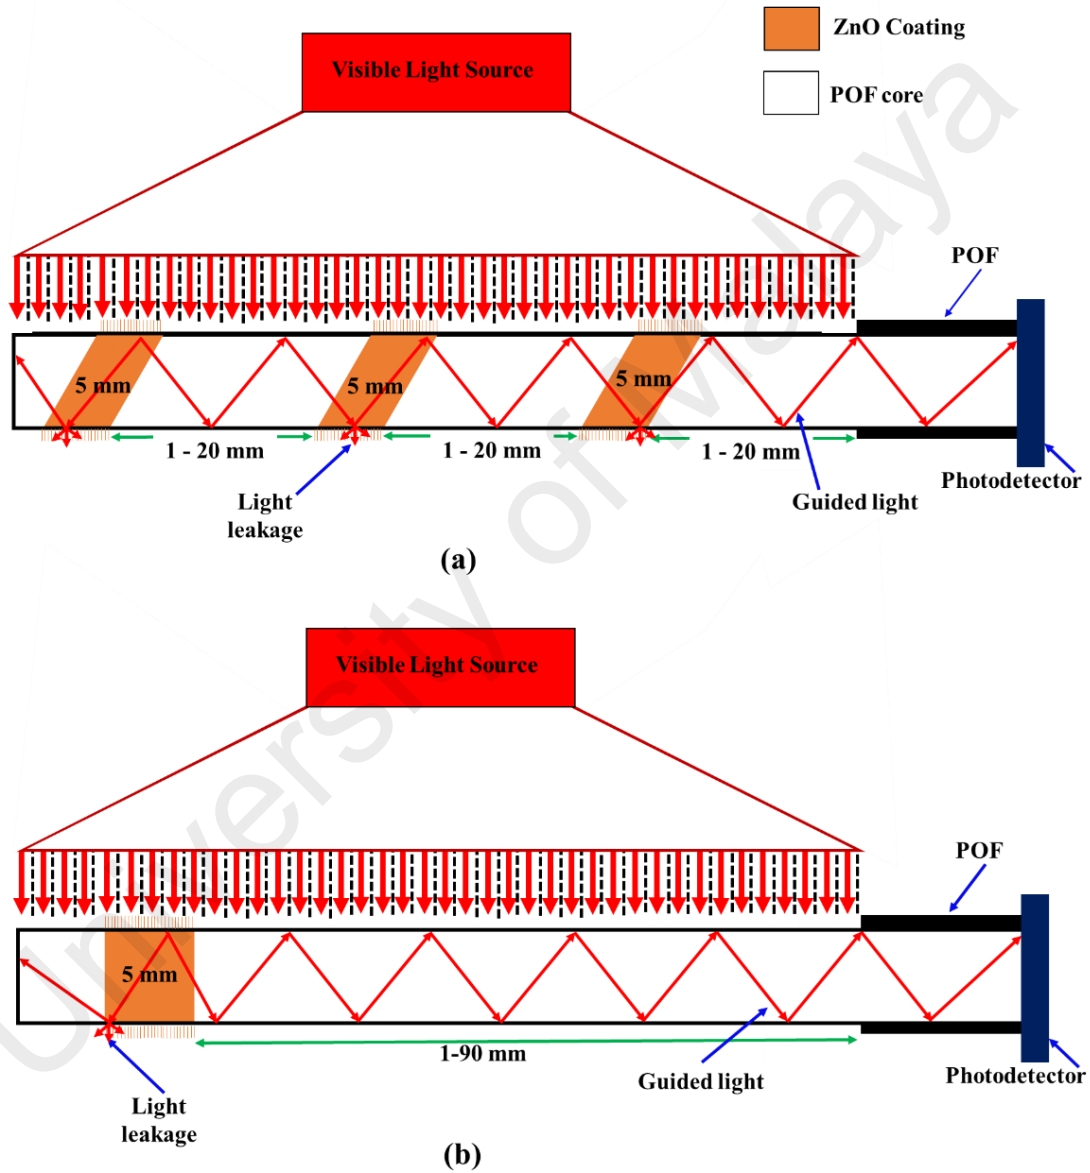 ZnO Coating
Visible Light Source
POF core
POF
5 mm
5 mm
5 mm
1 - 20 mm
1 - 20 mm
1 - 20 mm
Light
leakage
Guided light
Photodetector
(a)
Visible Light Source
POF
5 mm
1-90 mm
Light
leakage
Guided light
Photodetector
(b)
University of Malaya